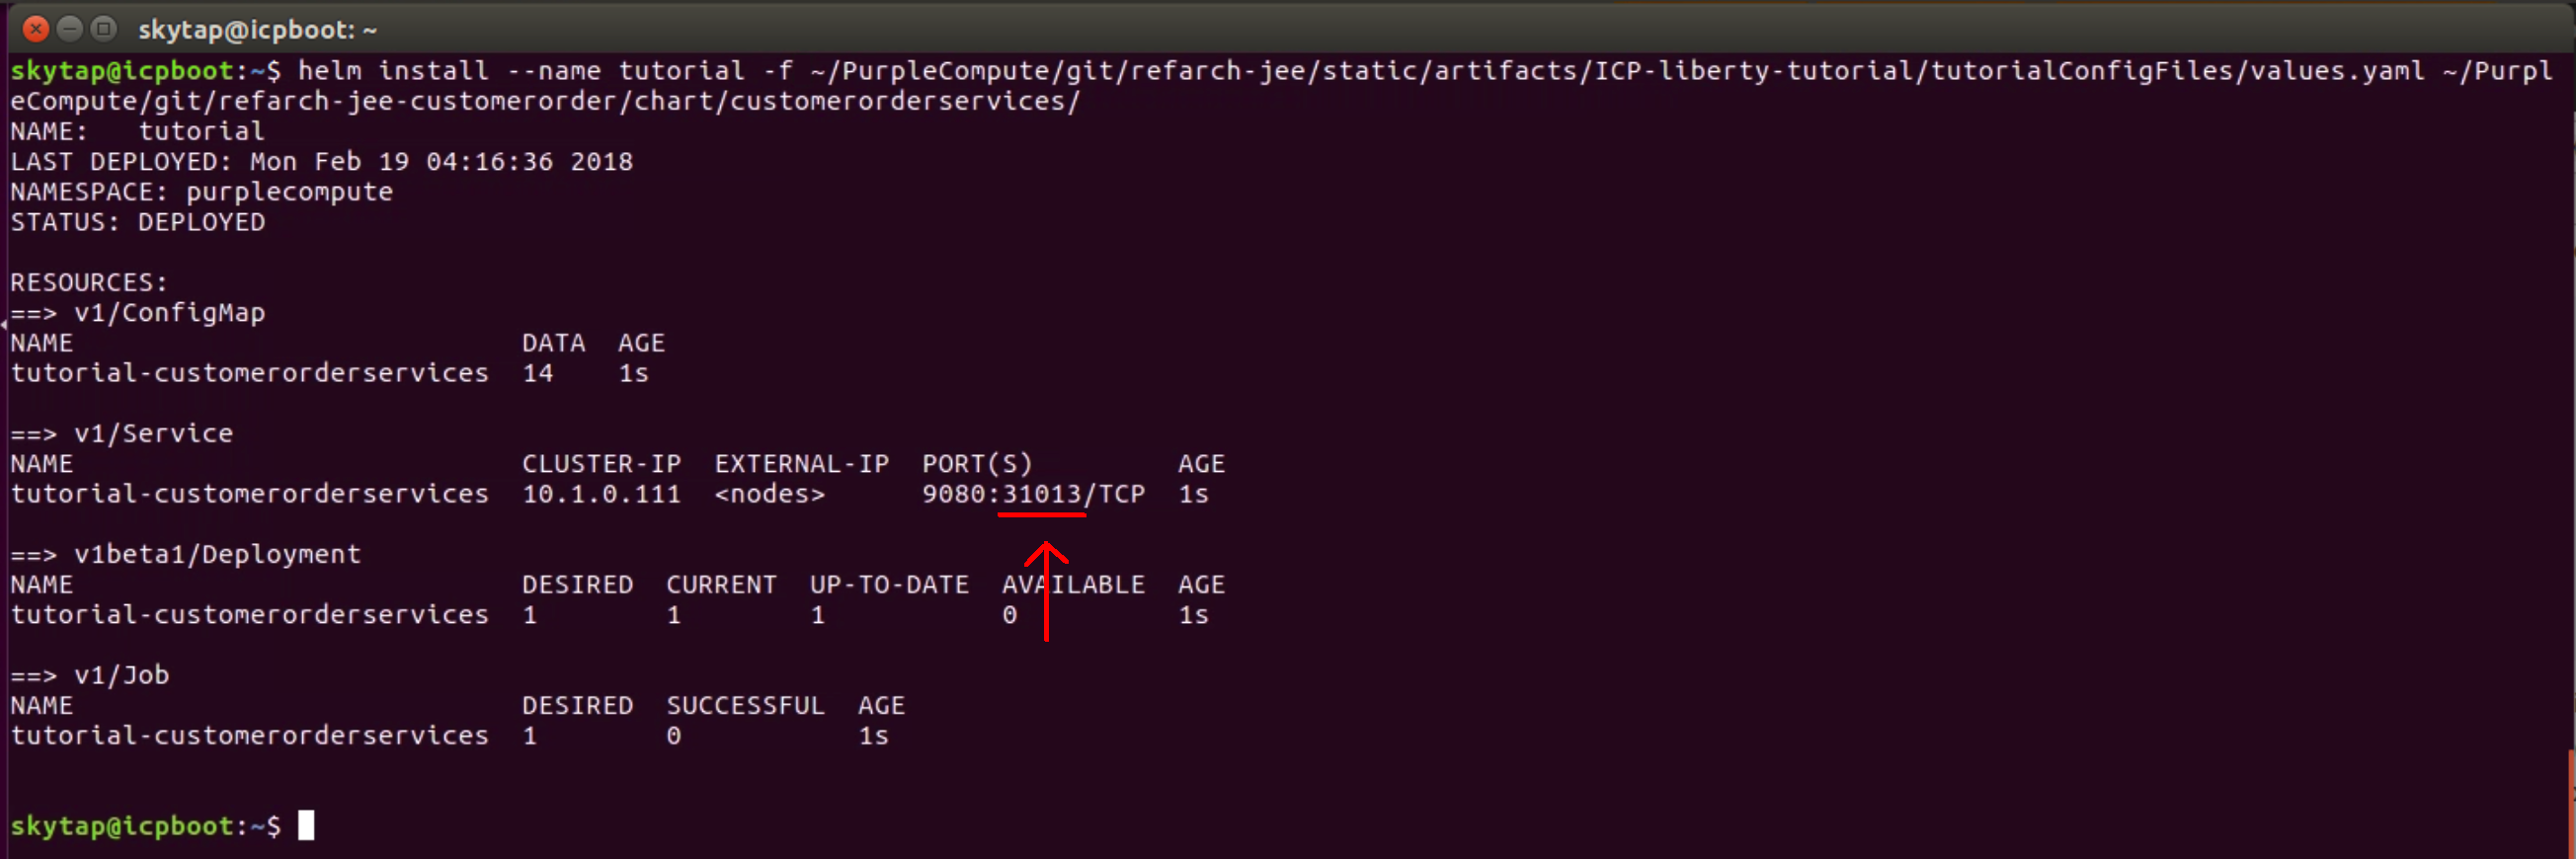 skytap@icpboot: ~
skytap@icpboot:~$ helm install --name tutorial -f ~/PurpleCompute/git/refarch-jee/static/artifacts/ICP-liberty-tutorial/tutorialConfigFiles/values.yaml ~/Purpl
eCompute/git/refarch-jee-customerorder/chart/customerorderservices/
NAME:   tutorial
LAST DEPLOYED: Mon Feb 19 04:16:36 2018
NAMESPACE: purplecompute
STATUS: DEPLOYED
RESOURCES:
==> v1/ConfigMap
NAME                            DATA  AGE
tutorial-customerorderservices  14    1s
==> v1/Service
NAME                            CLUSTER-IP  EXTERNAL-IP  PORT(S)         AGE
tutorial-customerorderservices  10.1.0.111  <nodes>      9080:31013/TCP  1s
==> v1beta1/Deployment
NAME                            DESIRED  CURRENT  UP-TO-DATE  AVAILABLE  AGE
tutorial-customerorderservices  1        1        1           0          1s
==> v1/Job
NAME                            DESIRED  SUCCESSFUL  AGE
tutorial-customerorderservices  1        0           1s
skytap@icpboot:~$